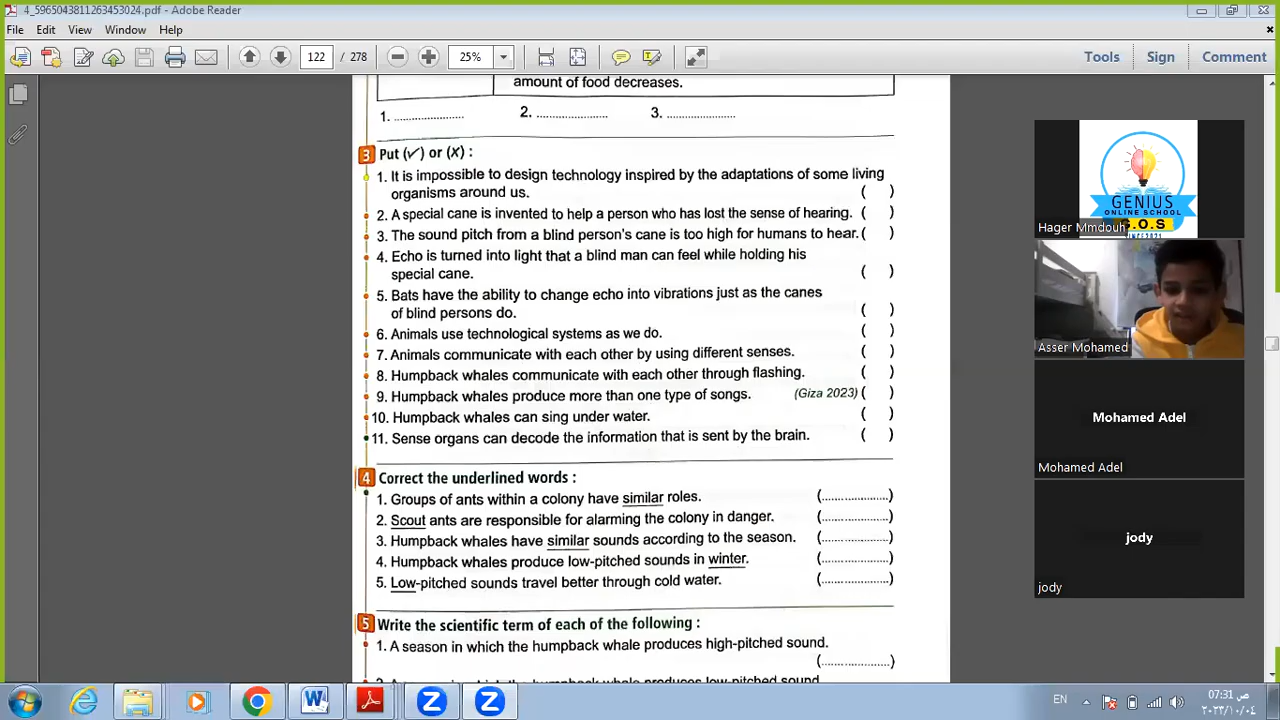 4_5965043811263453024.pdf - Adobe Reader
File Edit View Window Help
122 / 278 25% Tools Sign Comment
amount of food decreases.
1. ...................... 2. ...................... 3. ......................
3 Put (✓) or (x) :
1. It is impossible to design technology inspired by the adaptations of some living
organisms around us. ( )
2. A special cane is invented to help a person who has lost the sense of hearing. ( )
3. The sound pitch from a blind person's cane is too high for humans to hear. ( )
4. Echo is turned into light that a blind man can feel while holding his
special cane. ( )
5. Bats have the ability to change echo into vibrations just as the canes
of blind persons do. ( )
6. Animals use technological systems as we do. ( )
7. Animals communicate with each other by using different senses. ( )
8. Humpback whales communicate with each other through flashing. ( )
9. Humpback whales produce more than one type of songs. (Giza 2023) ( )
10. Humpback whales can sing under water. ( )
11. Sense organs can decode the information that is sent by the brain. ( )
4 Correct the underlined words :
1. Groups of ants within a colony have similar roles. (...................)
2. Scout ants are responsible for alarming the colony in danger. (...................)
3. Humpback whales have similar sounds according to the season. (...................)
4. Humpback whales produce low-pitched sounds in winter. (...................)
5. Low-pitched sounds travel better through cold water. (...................)
5 Write the scientific term of each of the following :
1. A season in which the humpback whale produces high-pitched sound.
(...................)
GENIUS
ONLINE SCHOOL
S.O.S
SINCE2021
Hager Mmdouh
Asser Mohamed
Mohamed Adel
Mohamed Adel
jody
jody
EN
07:31 ص
٢٠٢٣/١٠/٠٤